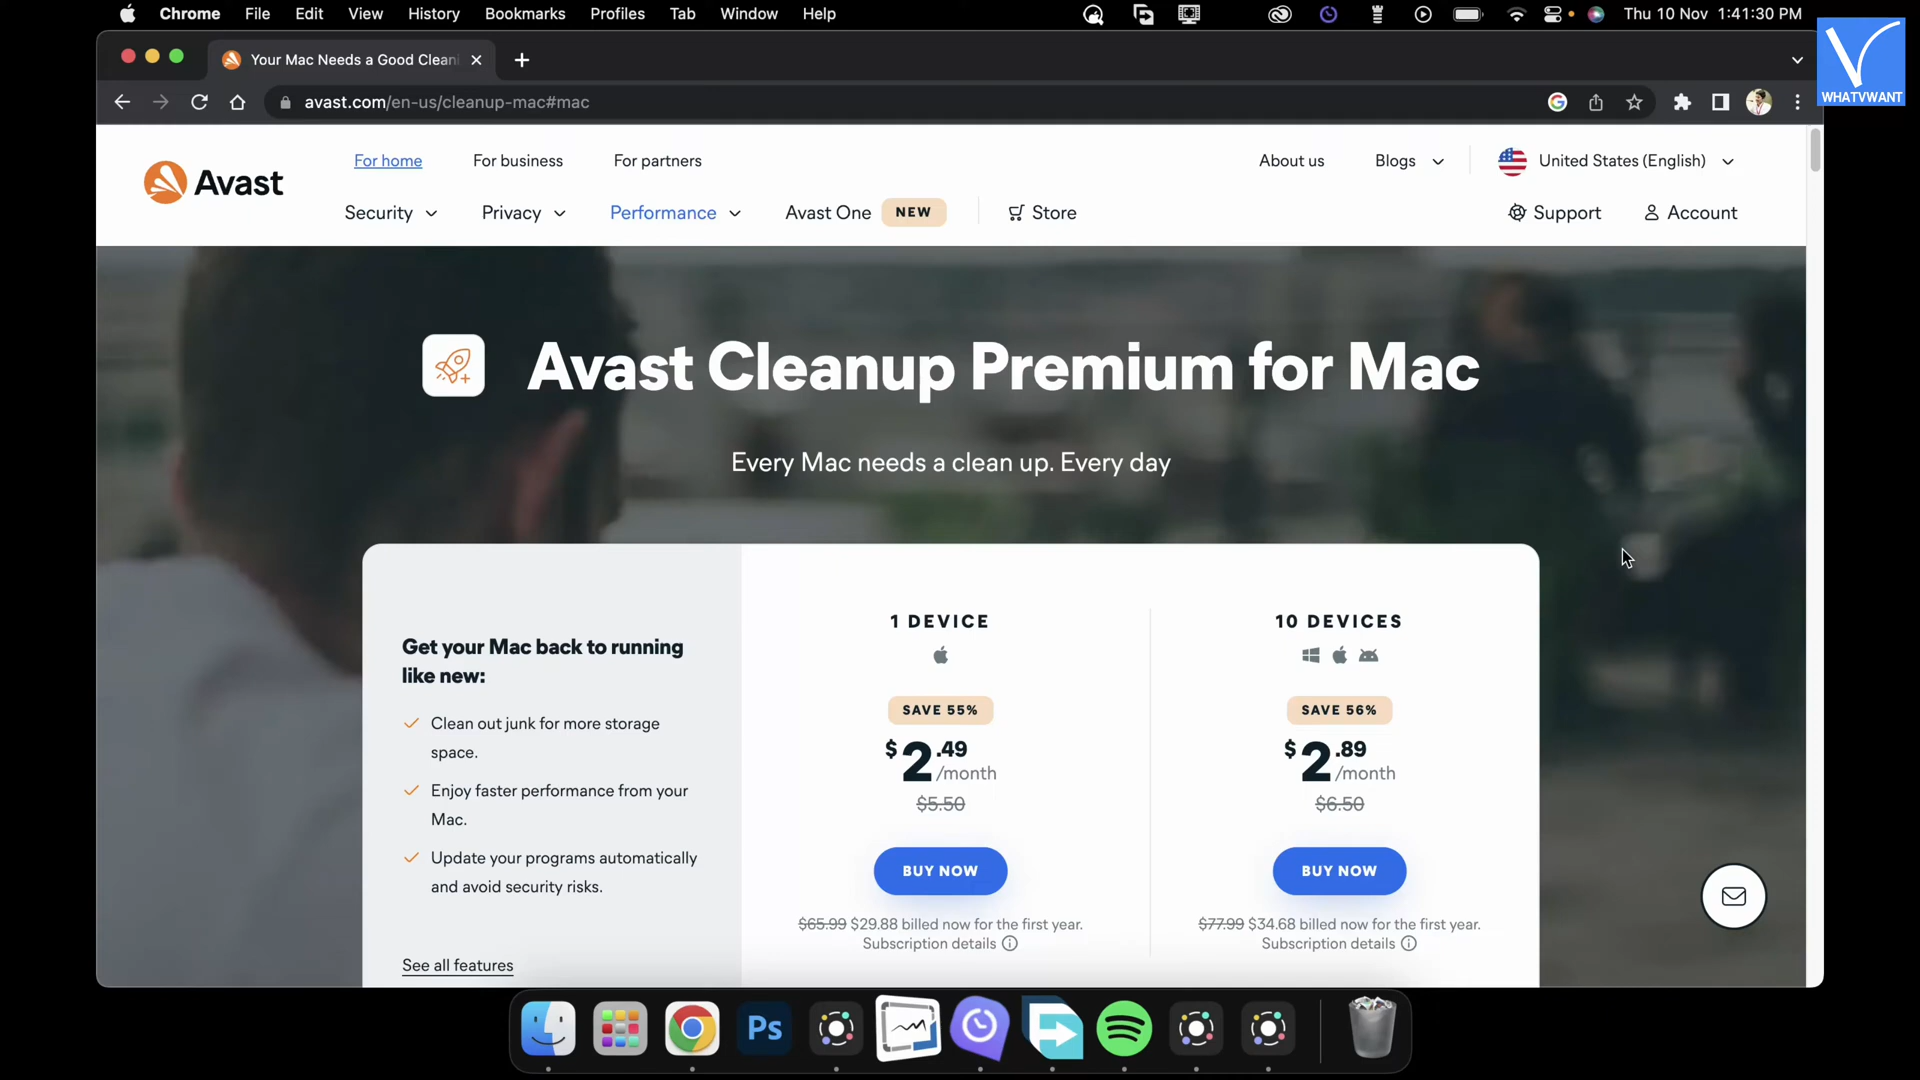 Chrome File Edit View History Bookmarks Profiles Tab Window Help Thu 10 Nov 1:41:30 PM
WHATVWANT
Your Mac Needs a Good Cleani
avast.com/en-us/cleanup-mac#mac
For home For business For partners About us Blogs United States (English)
Avast
Security Privacy Performance Avast One NEW Store Support Account
Avast Cleanup Premium for Mac
Every Mac needs a clean up. Every day
Get your Mac back to running
like new:
Clean out junk for more storage
space.
Enjoy faster performance from your
Mac.
Update your programs automatically
and avoid security risks.
See all features
1 DEVICE
SAVE 55%
$2.49
/month
$5.50
BUY NOW
$65.99 $29.88 billed now for the first year.
Subscription details
10 DEVICES
SAVE 56%
$2.89
/month
$6.50
BUY NOW
$77.99 $34.68 billed now for the first year.
Subscription details
Ps